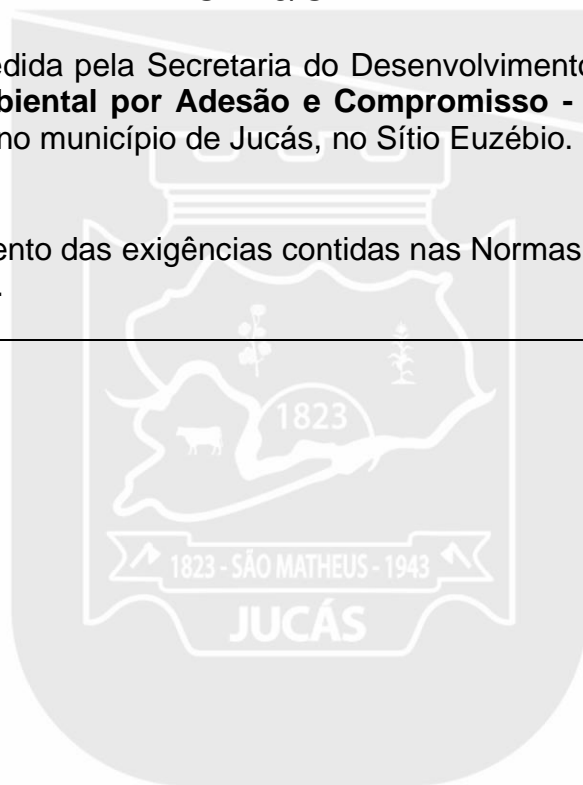 edida pela Secretaria do Desenvolvimento
biental por Adesão e Compromisso -
no município de Jucás, no Sítio Euzébio.
ento das exigências contidas nas Normas
.
1823
1823 - SÃO MATHEUS - 1943
JUCÁS